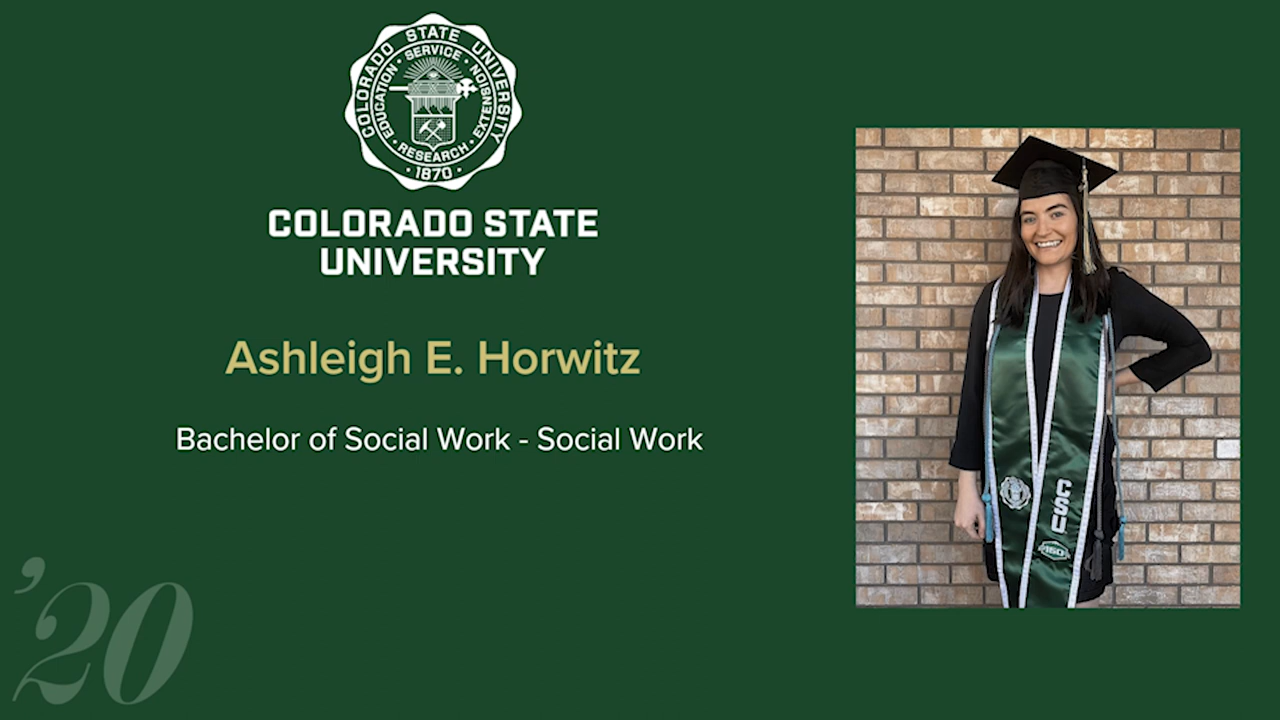 COLORADO STATE UNIVERSITY
EDUCATION • SERVICE • EXTENSION
• RESEARCH •
• 1870 •
COLORADO STATE
UNIVERSITY
Ashleigh E. Horwitz
Bachelor of Social Work - Social Work
CSU
150
’20